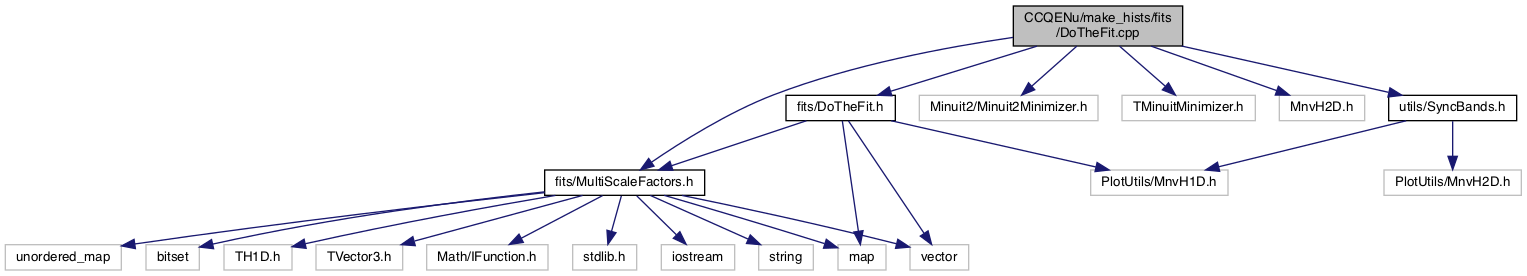 CCQENu/make_hists/fits
/DoTheFit.cpp
fits/DoTheFit.h
Minuit2/Minuit2Minimizer.h
TMinuitMinimizer.h
MnvH2D.h
utils/SyncBands.h
fits/MultiScaleFactors.h
PlotUtils/MnvH1D.h
PlotUtils/MnvH2D.h
unordered_map
bitset
TH1D.h
TVector3.h
Math/IFunction.h
stdlib.h
iostream
string
map
vector